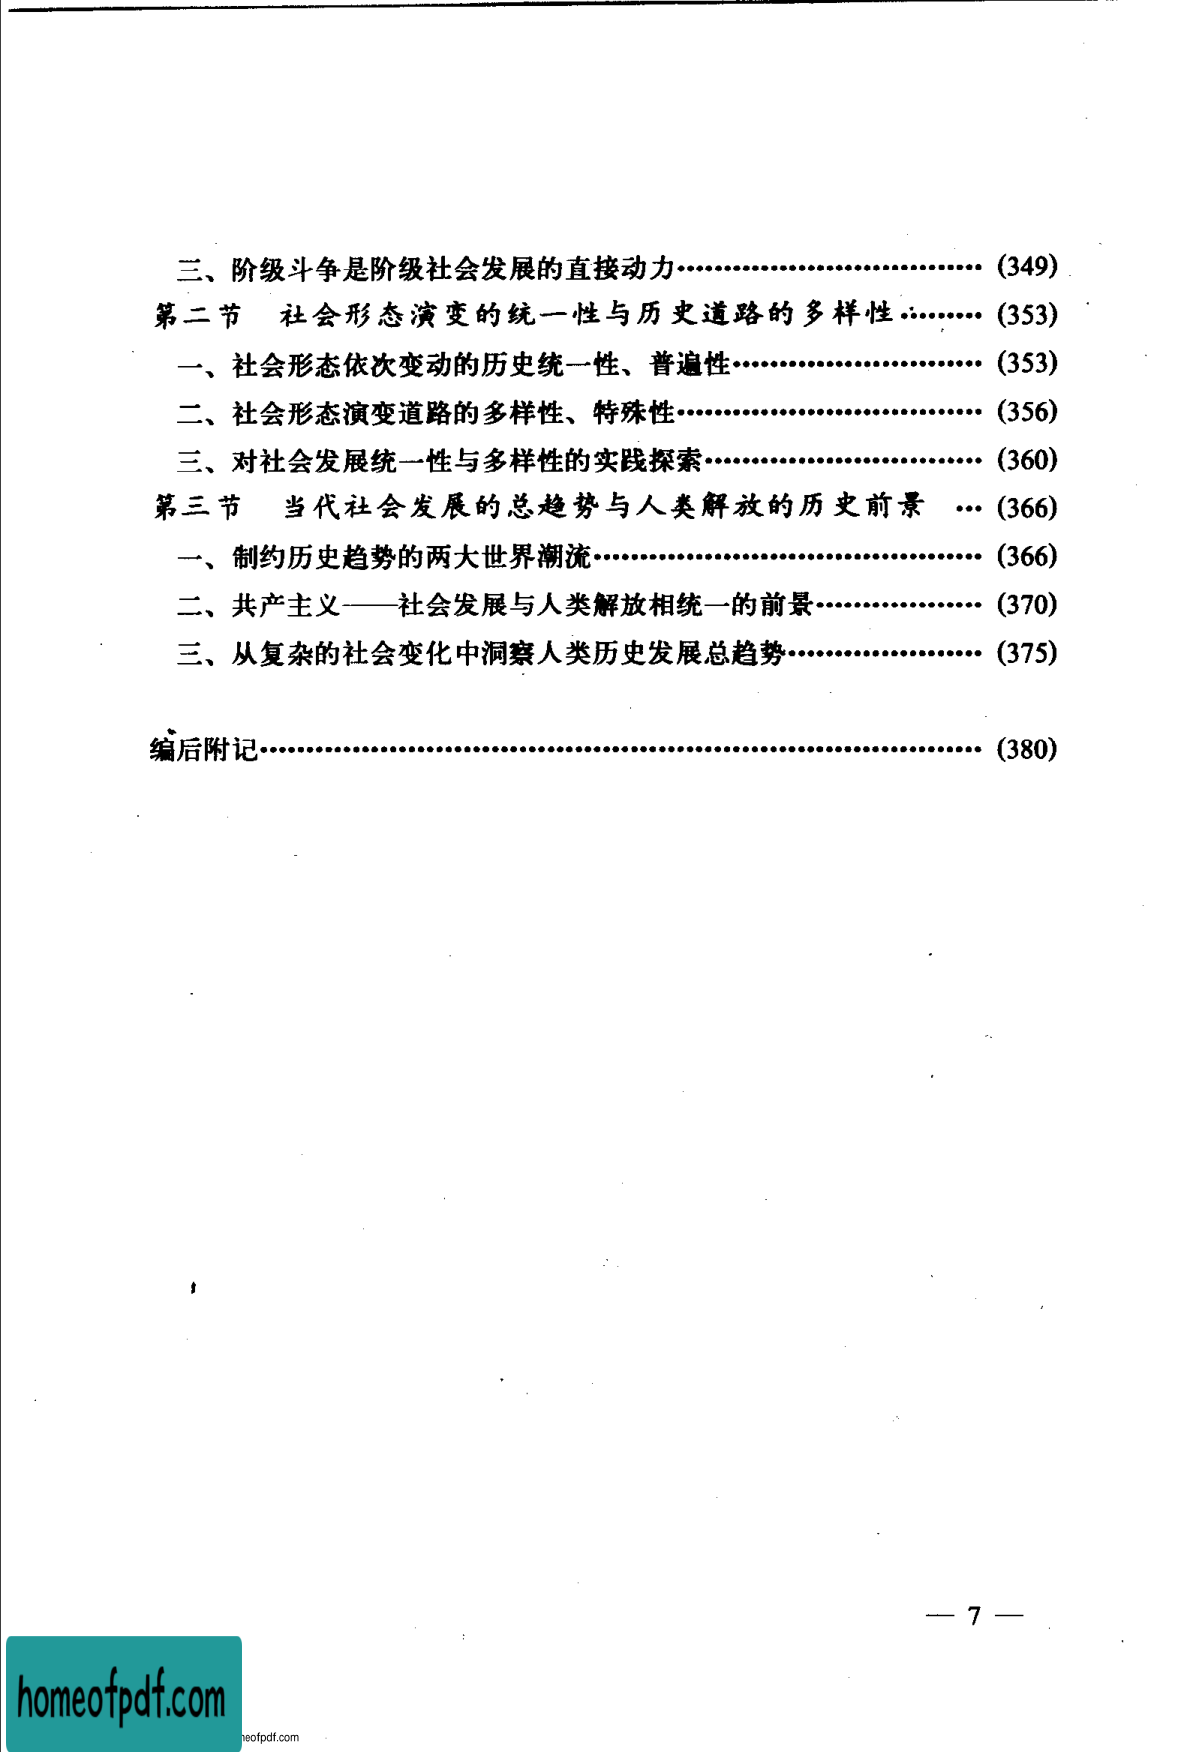 三、阶级斗争是阶级社会发展的直接动力……………………………… (349)
第二节　社会形态演变的统一性与历史道路的多样性 ……… (353)
一、社会形态依次变动的历史统一性、普遍性……………………… (353)
二、社会形态演变道路的多样性、特殊性…………………………… (356)
三、对社会发展统一性与多样性的实践探索………………………… (360)
第三节　当代社会发展的总趋势与人类解放的历史前景 … (366)
一、制约历史趋势的两大世界潮流…………………………………… (366)
二、共产主义——社会发展与人类解放相统一的前景……………… (370)
三、从复杂的社会变化中洞察人类历史发展总趋势………………… (375)
编后附记………………………………………………………………… (380)
— 7 —
homeofpdf.com
neofpdf.com